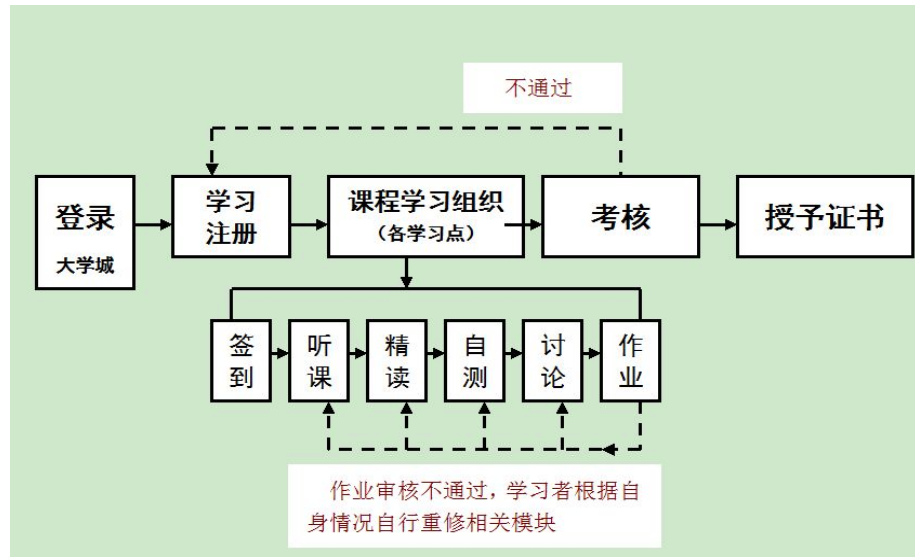 不通过
登录
大学城
学习
注册
课程学习组织
（各学习点）
考核
授予证书
签到
听课
精读
自测
讨论
作业
作业审核不通过，学习者根据自
身情况自行重修相关模块